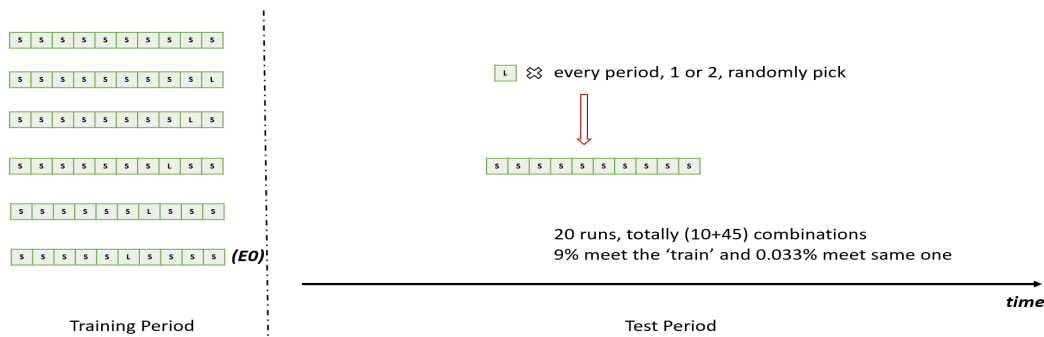 S S S S S S S S S S
S S S S S S S S S L
S S S S S S S S L S
S S S S S S S L S S
S S S S S S L S S S
S S S S S L S S S S (EO)
Training Period
L every period, 1 or 2, randomly pick
S S S S S S S S S S
20 runs, totally (10+45) combinations
9% meet the ‘train’ and 0.033% meet same one
time
Test Period